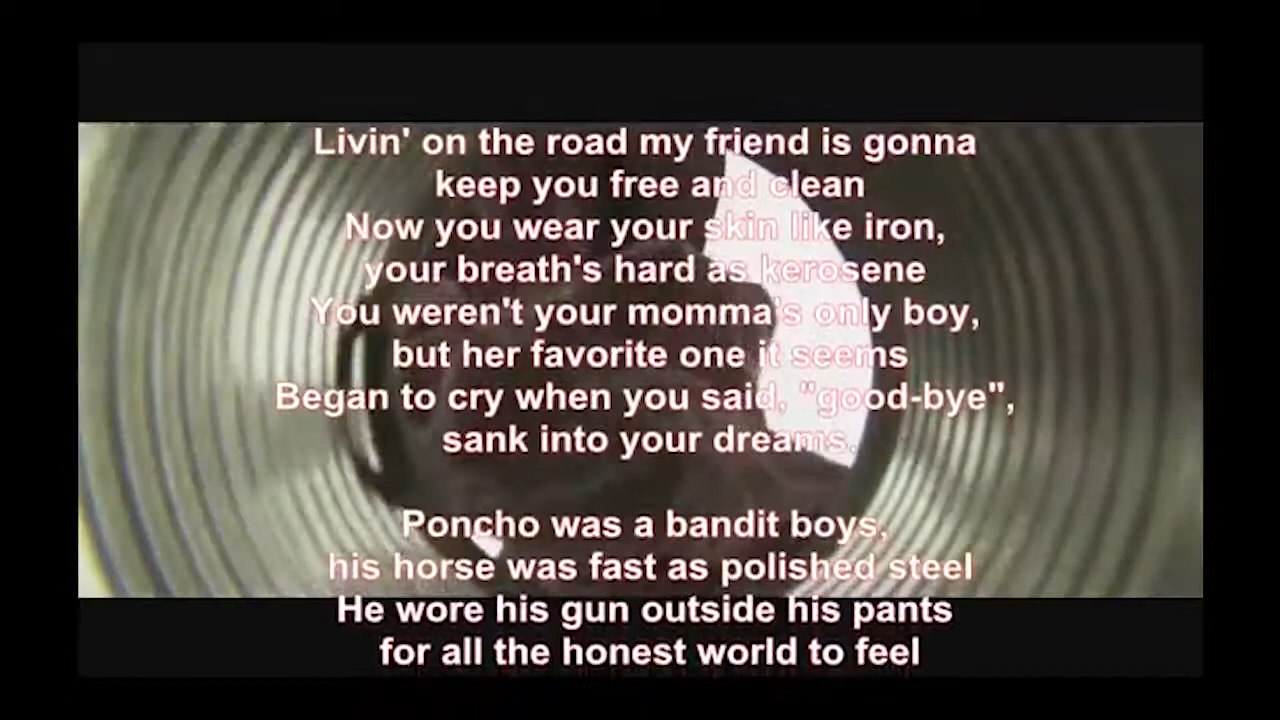 Livin' on the road my friend is gonna
keep you free and clean
Now you wear your skin like iron,
your breath's hard as kerosene
You weren't your momma's only boy,
but her favorite one it seems
Began to cry when you said, "good-bye",
sank into your dreams.
Poncho was a bandit boys,
his horse was fast as polished steel
He wore his gun outside his pants
for all the honest world to feel